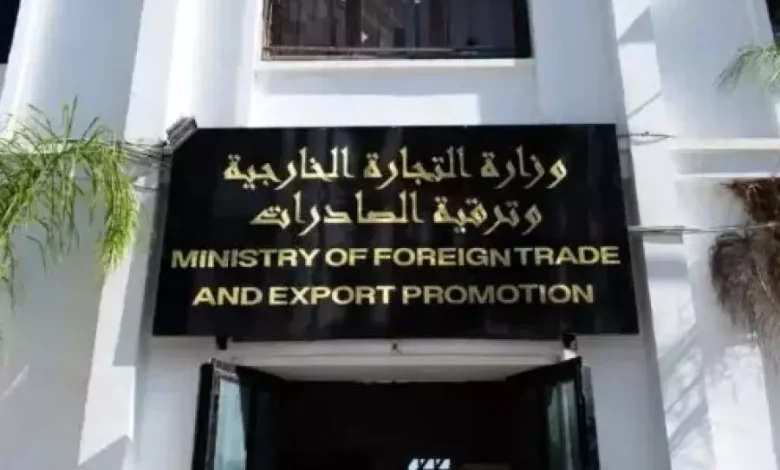 وزارة التجارة الخارجية
وترقية الصادرات
MINISTRY OF FOREIGN TRADE
AND EXPORT PROMOTION